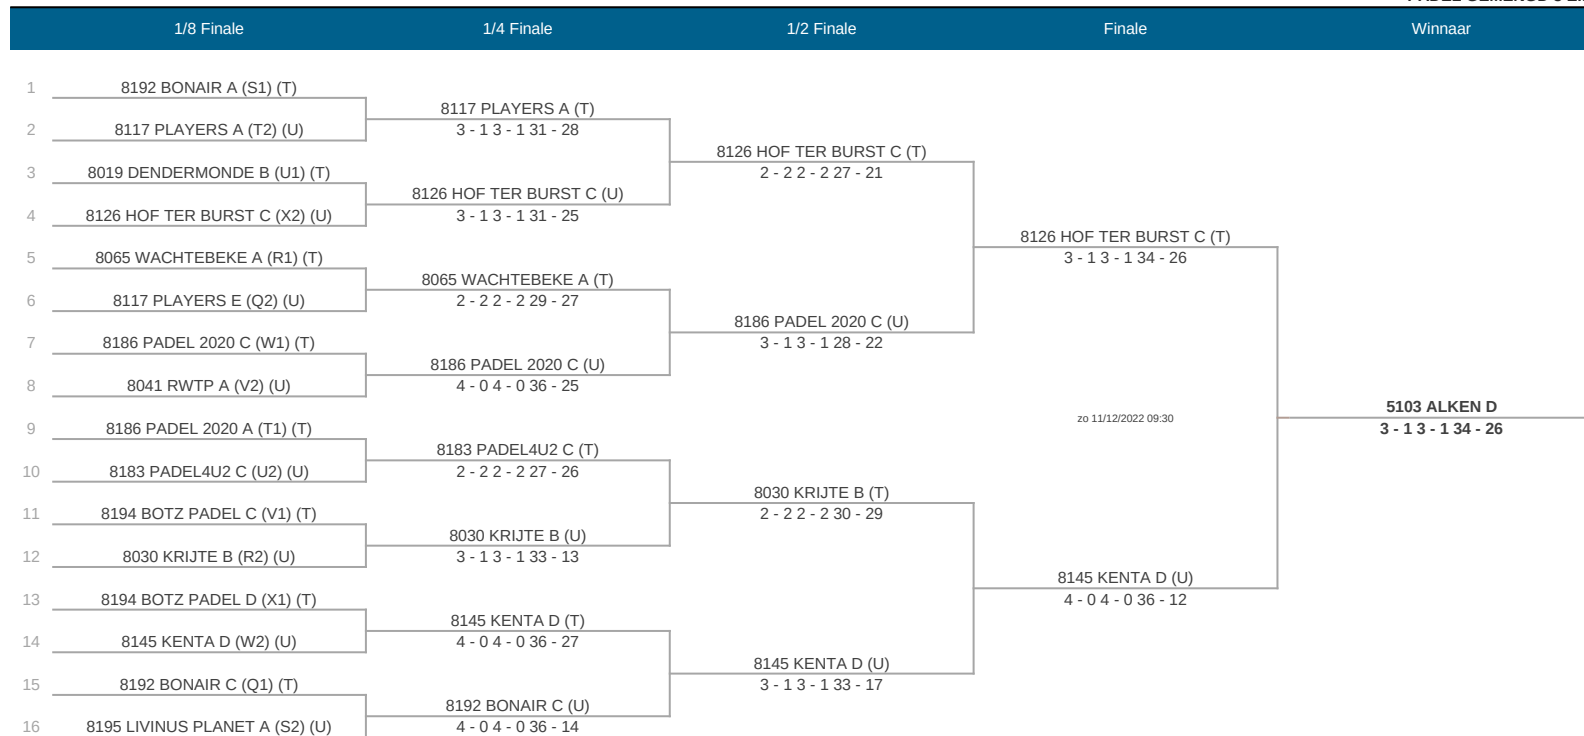 1/8 Finale 1/4 Finale 1/2 Finale Finale Winnaar
1 8192 BONAIR A (S1) (T)
8117 PLAYERS A (T)
2 8117 PLAYERS A (T2) (U) 3 - 1 3 - 1 31 - 28
8126 HOF TER BURST C (T)
3 8019 DENDERMONDE B (U1) (T) 2 - 2 2 - 2 27 - 21
8126 HOF TER BURST C (U)
4 8126 HOF TER BURST C (X2) (U) 3 - 1 3 - 1 31 - 25
8126 HOF TER BURST C (T)
5 8065 WACHTEBEKE A (R1) (T) 3 - 1 3 - 1 34 - 26
8065 WACHTEBEKE A (T)
6 8117 PLAYERS E (Q2) (U) 2 - 2 2 - 2 29 - 27
8186 PADEL 2020 C (U)
7 8186 PADEL 2020 C (W1) (T) 3 - 1 3 - 1 28 - 22
8186 PADEL 2020 C (U)
8 8041 RWTP A (V2) (U) 4 - 0 4 - 0 36 - 25
5103 ALKEN D
zo 11/12/2022 09:30
9 8186 PADEL 2020 A (T1) (T) 3 - 1 3 - 1 34 - 26
8183 PADEL4U2 C (T)
10 8183 PADEL4U2 C (U2) (U) 2 - 2 2 - 2 27 - 26
8030 KRIJTE B (T)
11 8194 BOTZ PADEL C (V1) (T) 2 - 2 2 - 2 30 - 29
8030 KRIJTE B (U)
12 8030 KRIJTE B (R2) (U) 3 - 1 3 - 1 33 - 13
8145 KENTA D (U)
13 8194 BOTZ PADEL D (X1) (T) 4 - 0 4 - 0 36 - 12
8145 KENTA D (T)
14 8145 KENTA D (W2) (U) 4 - 0 4 - 0 36 - 27
8145 KENTA D (U)
15 8192 BONAIR C (Q1) (T) 3 - 1 3 - 1 33 - 17
8192 BONAIR C (U)
16 8195 LIVINUS PLANET A (S2) (U) 4 - 0 4 - 0 36 - 14